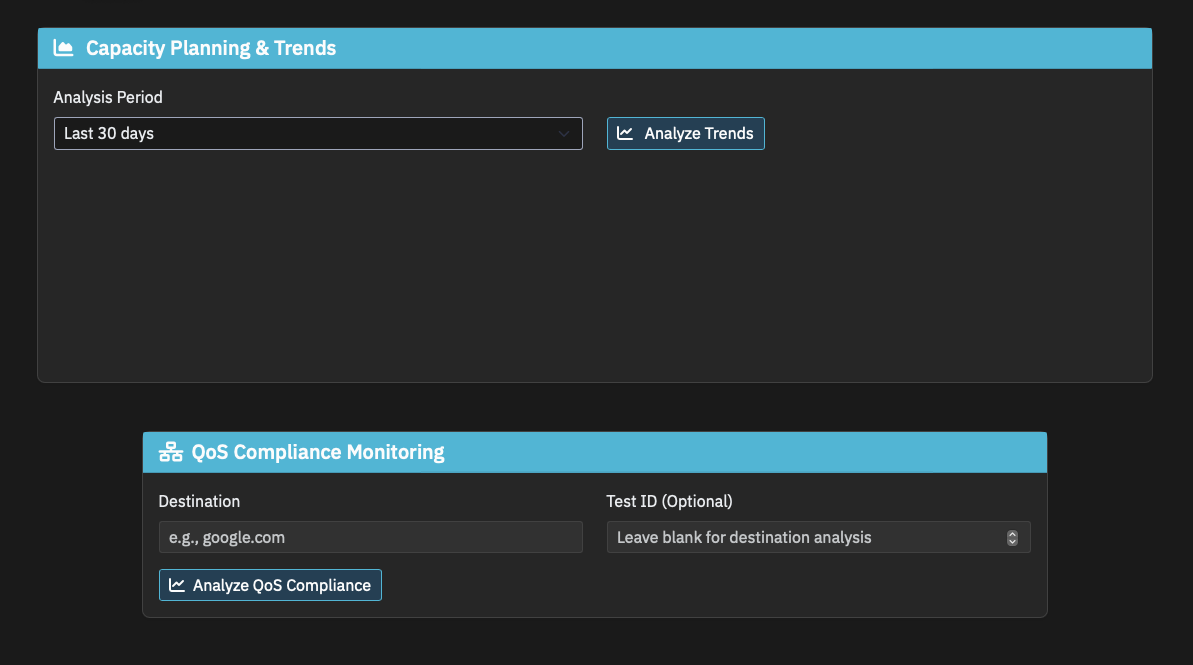 Capacity Planning & Trends
Analysis Period
Last 30 days
Analyze Trends
QoS Compliance Monitoring
Destination
Test ID (Optional)
e.g., google.com
Leave blank for destination analysis
Analyze QoS Compliance